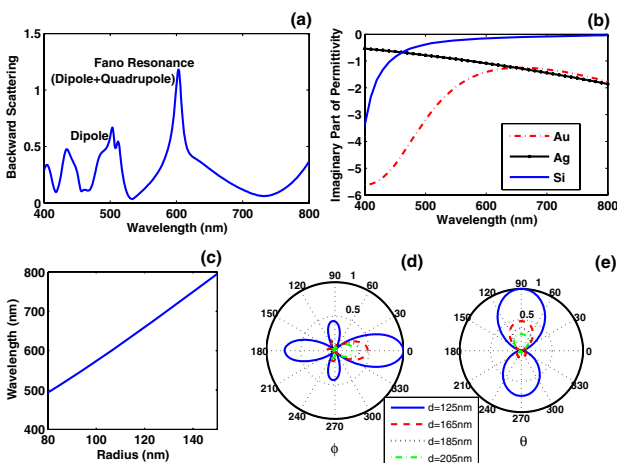 (a)
Backward Scattering
1.5
1
0.5
0
Fano Resonance
(Dipole+Quadrupole)
Dipole
400 500 600 700 800
Wavelength (nm)
(b)
Imaginary Part of Permittivity
0
−1
−2
−3
−4
−5
−6
Au
Ag
Si
400 500 600 700 800
Wavelength (nm)
(c)
Wavelength (nm)
800
700
600
500
400
80 100 120 140
Radius (nm)
(d)
90 1
120 60
150 0.5 30
180 0
210 330
240 300
270
ϕ
(e)
90 1
120 60
150 0.5 30
180 0
210 330
240 300
270
θ
d=125nm
d=165nm
d=185nm
d=205nm